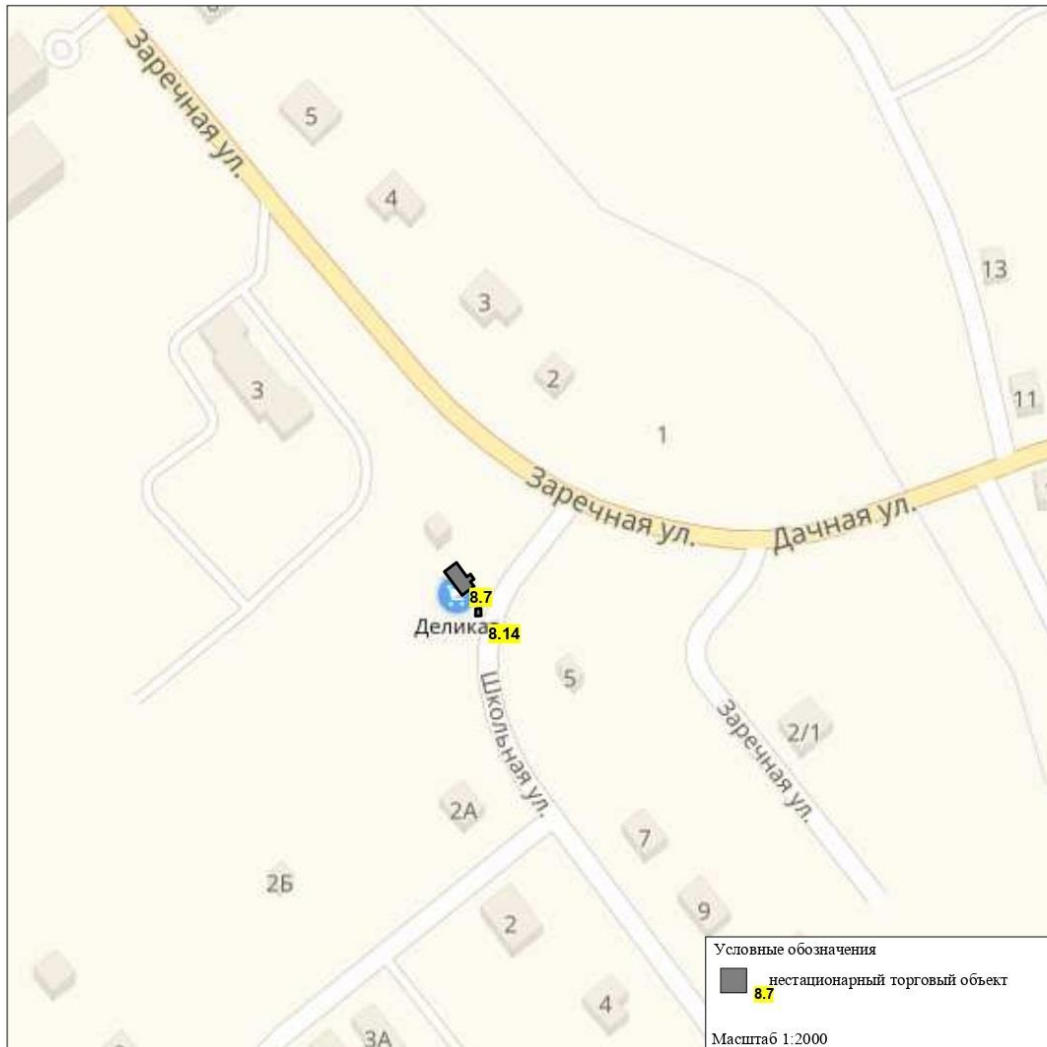 Заречная ул.
5
4
3
13
3
2
11
1
Заречная ул.
Дачная ул.
8.7
8.14
5
Школьная ул.
Заречная ул.
2/1
2А
7
2Б
9
2
4
3А
Условные обозначения
нестационарный торговый объект
8.7
Масштаб 1:2000